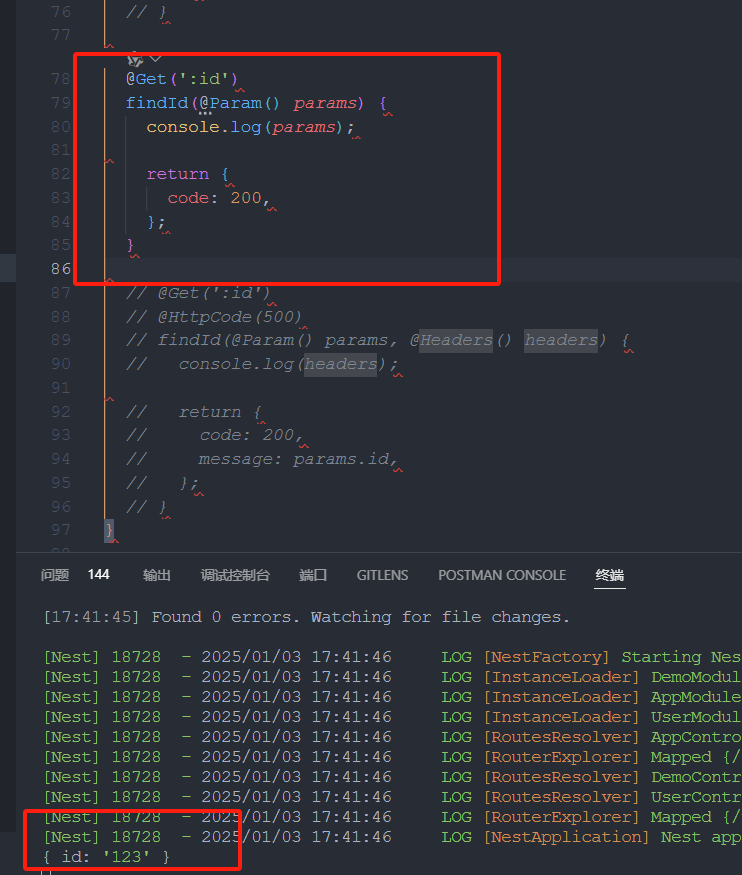 76 // }
77
78 @Get(':id')
79 findId(@Param() params) {
80 console.log(params);
81
82 return {
83 code: 200,
84 };
85 }
86
87 // @Get(':id')
88 // @HttpCode(500)
89 // findId(@Param() params, @Headers() headers) {
90 // console.log(headers);
91
92 // return {
93 // code: 200,
94 // message: params.id,
95 // };
96 // }
97 }
问题 144 输出 调试控制台 端口 GITLENS POSTMAN CONSOLE 终端
[17:41:45] Found 0 errors. Watching for file changes.
[Nest] 18728 - 2025/01/03 17:41:46 LOG [NestFactory] Starting Nes
[Nest] 18728 - 2025/01/03 17:41:46 LOG [InstanceLoader] DemoModul
[Nest] 18728 - 2025/01/03 17:41:46 LOG [InstanceLoader] AppModule
[Nest] 18728 - 2025/01/03 17:41:46 LOG [InstanceLoader] UserModul
[Nest] 18728 - 2025/01/03 17:41:46 LOG [RoutesResolver] AppContro
[Nest] 18728 - 2025/01/03 17:41:46 LOG [RouterExplorer] Mapped {/
[Nest] 18728 - 2025/01/03 17:41:46 LOG [RoutesResolver] DemoContr
[Nest] 18728 - 2025/01/03 17:41:46 LOG [RoutesResolver] UserContr
[Nest] 18728 - 2025/01/03 17:41:46 LOG [RouterExplorer] Mapped {/
[Nest] 18728 - 2025/01/03 17:41:46 LOG [NestApplication] Nest app
{ id: '123' }